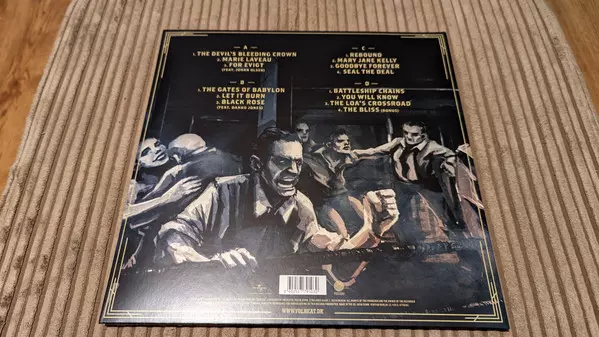 A
1. THE DEVIL'S BLEEDING CROWN
2. MARIE LAVEAU
3. FOR EVIGT
(FEAT. JOHAN OLSEN)
B
1. THE GATES OF BABYLON
2. LET IT BURN
3. BLACK ROSE
(FEAT. DANKO JONES)
C
1. REBOUND
2. MARY JANE KELLY
3. GOODBYE FOREVER
4. SEAL THE DEAL
D
1. BATTLESHIP CHAINS
2. YOU WILL KNOW
3. THE LOA'S CROSSROAD
4. THE BLISS (BONUS)
WWW.VOLBEAT.DK